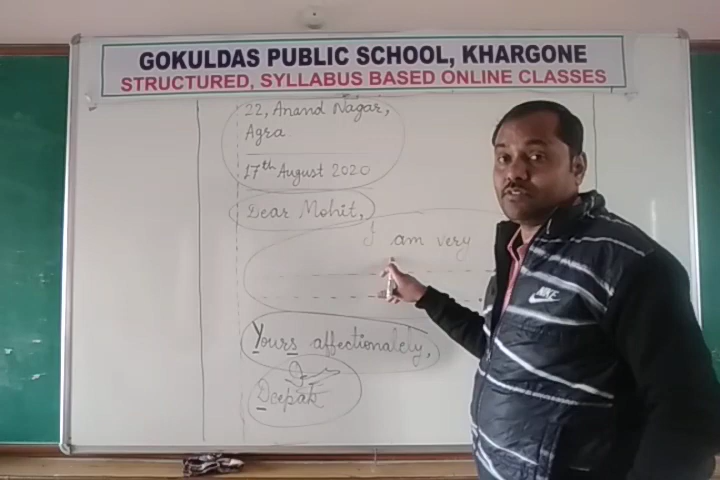 GOKULDAS PUBLIC SCHOOL, KHARGONE
STRUCTURED, SYLLABUS BASED ONLINE CLASSES
22, Anand Nagar,
Agra
17th August 2020
Dear Mohit,
I am very
Yours affectionately,
Deepak
NIKE